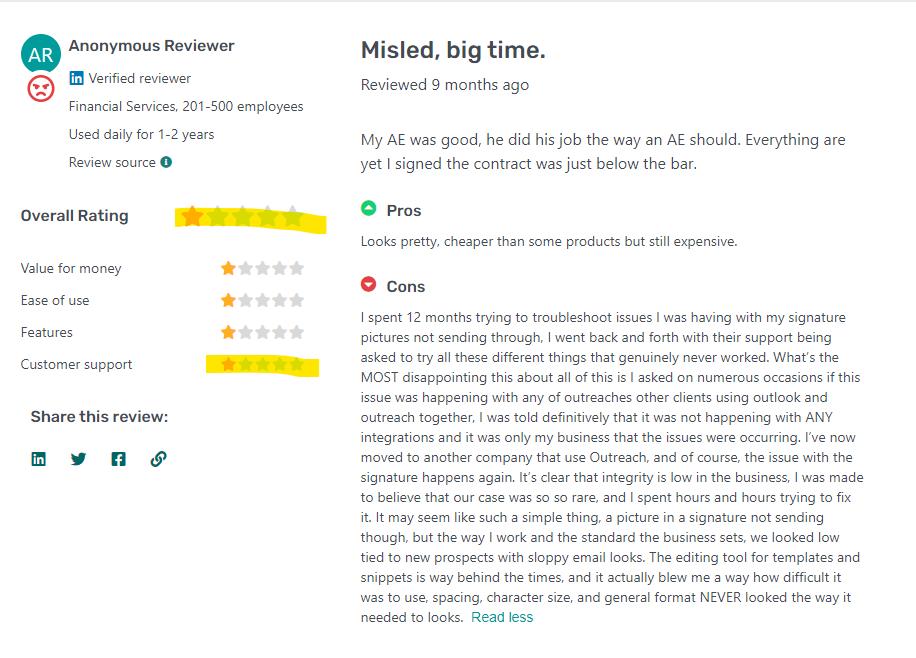 AR
Anonymous Reviewer
in Verified reviewer
Financial Services, 201-500 employees
Used daily for 1-2 years
Review source i
Overall Rating
Value for money
Ease of use
Features
Customer support
Share this review:
in
Misled, big time.
Reviewed 9 months ago
My AE was good, he did his job the way an AE should. Everything are
yet I signed the contract was just below the bar.
Pros
Looks pretty, cheaper than some products but still expensive.
Cons
I spent 12 months trying to troubleshoot issues I was having with my signature
pictures not sending through, I went back and forth with their support being
asked to try all these different things that genuinely never worked. What's the
MOST disappointing this about all of this is I asked on numerous occasions if this
issue was happening with any of outreaches other clients using outlook and
outreach together, I was told definitively that it was not happening with ANY
integrations and it was only my business that the issues were occurring. I've now
moved to another company that use Outreach, and of course, the issue with the
signature happens again. It's clear that integrity is low in the business, I was made
to believe that our case was so so rare, and I spent hours and hours trying to fix
it. It may seem like such a simple thing, a picture in a signature not sending
though, but the way I work and the standard the business sets, we looked low
tied to new prospects with sloppy email looks. The editing tool for templates and
snippets is way behind the times, and it actually blew me a way how difficult it
was to use, spacing, character size, and general format NEVER looked the way it
needed to looks. Read less